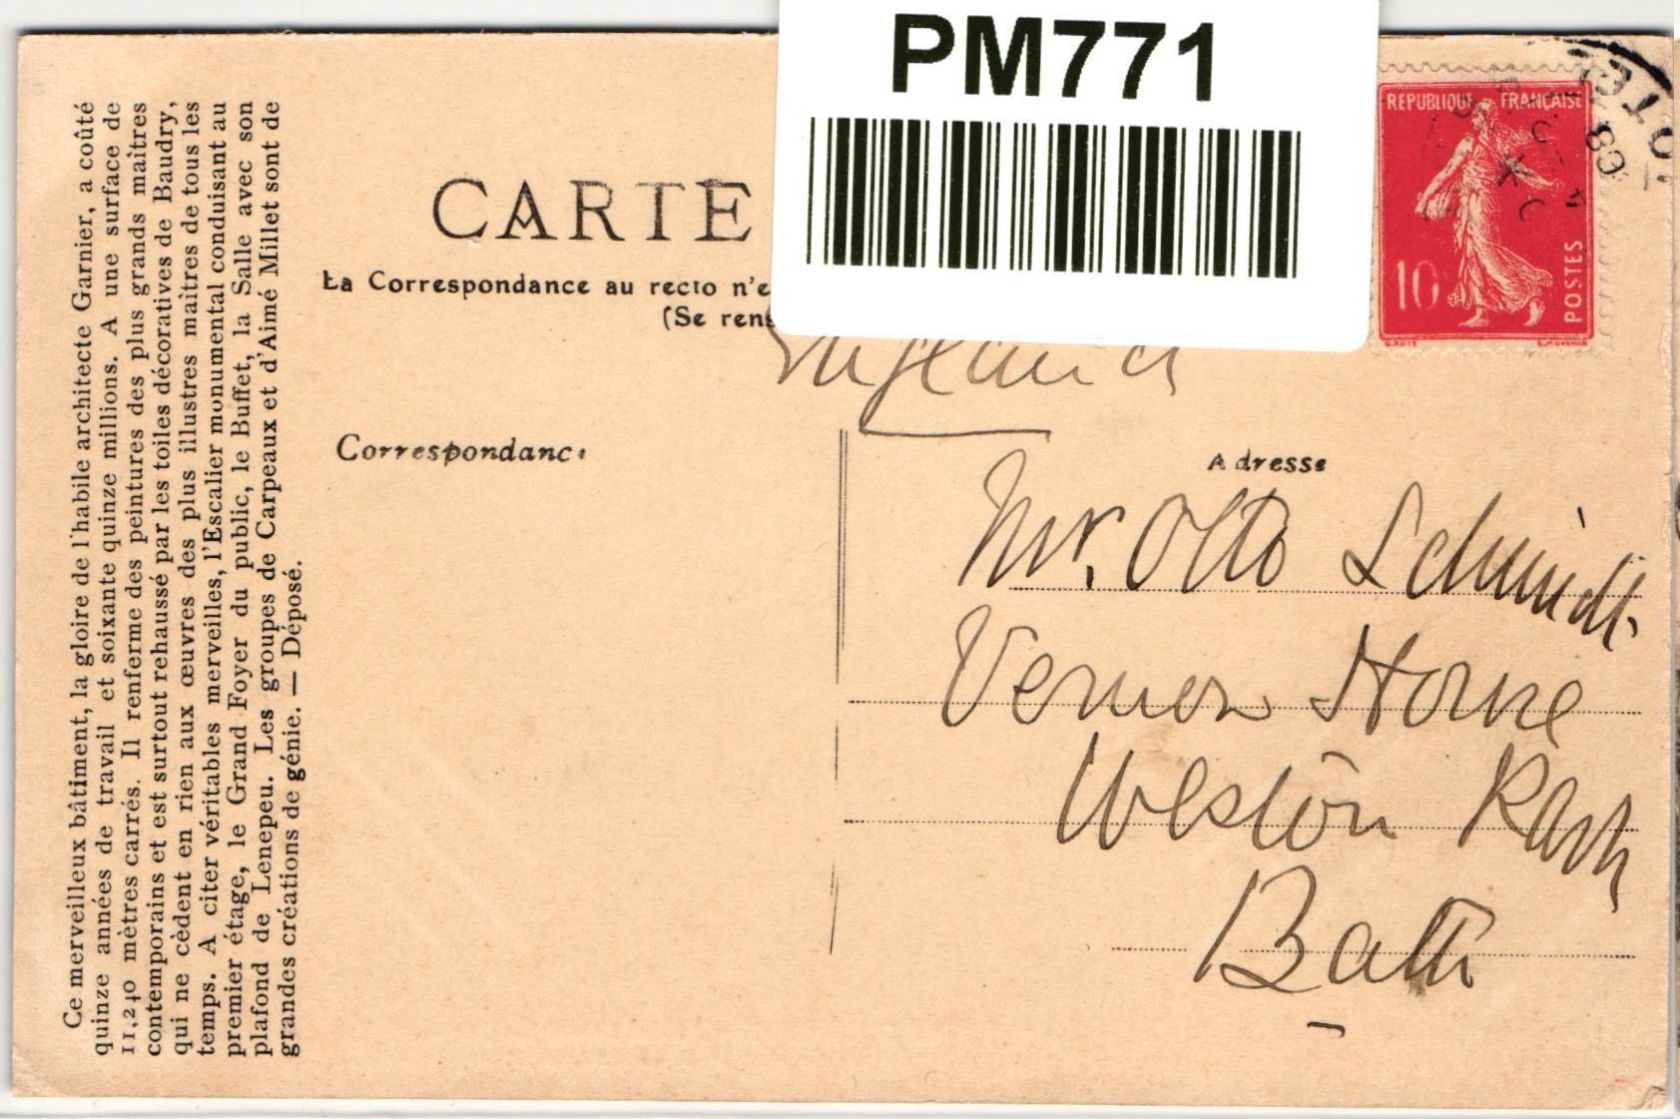 PM771
REPUBLIQUE FRANÇAISE
10
POSTES
CARTE
La Correspondance au recto n'e
(Se rens
England
Correspondance
Adresse
Mr. Otto Schmidt
Vernon House
Weston Park
Bath
Ce merveilleux bâtiment, la gloire de l'habile architecte Garnier, a coûté
quinze années de travail et soixante quinze millions. A une surface de
11,240 mètres carrés. Il renferme des peintures des plus grands maîtres
contemporains et est surtout rehaussé par les toiles décoratives de Baudry,
qui ne cèdent en rien aux œuvres des plus illustres maîtres de tous les
temps. A citer véritables merveilles, l'Escalier monumental conduisant au
premier étage, le Grand Foyer du public, le Buffet, la Salle avec son
plafond de Lenepeu. Les groupes de Carpeaux et d'Aimé Millet sont de
grandes créations de génie. — Déposé.